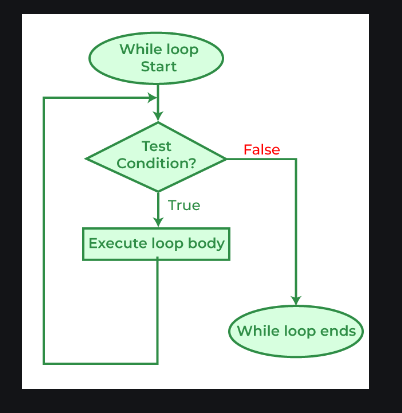 While loop
Start
Test
Condition?
False
True
Execute loop body
While loop ends